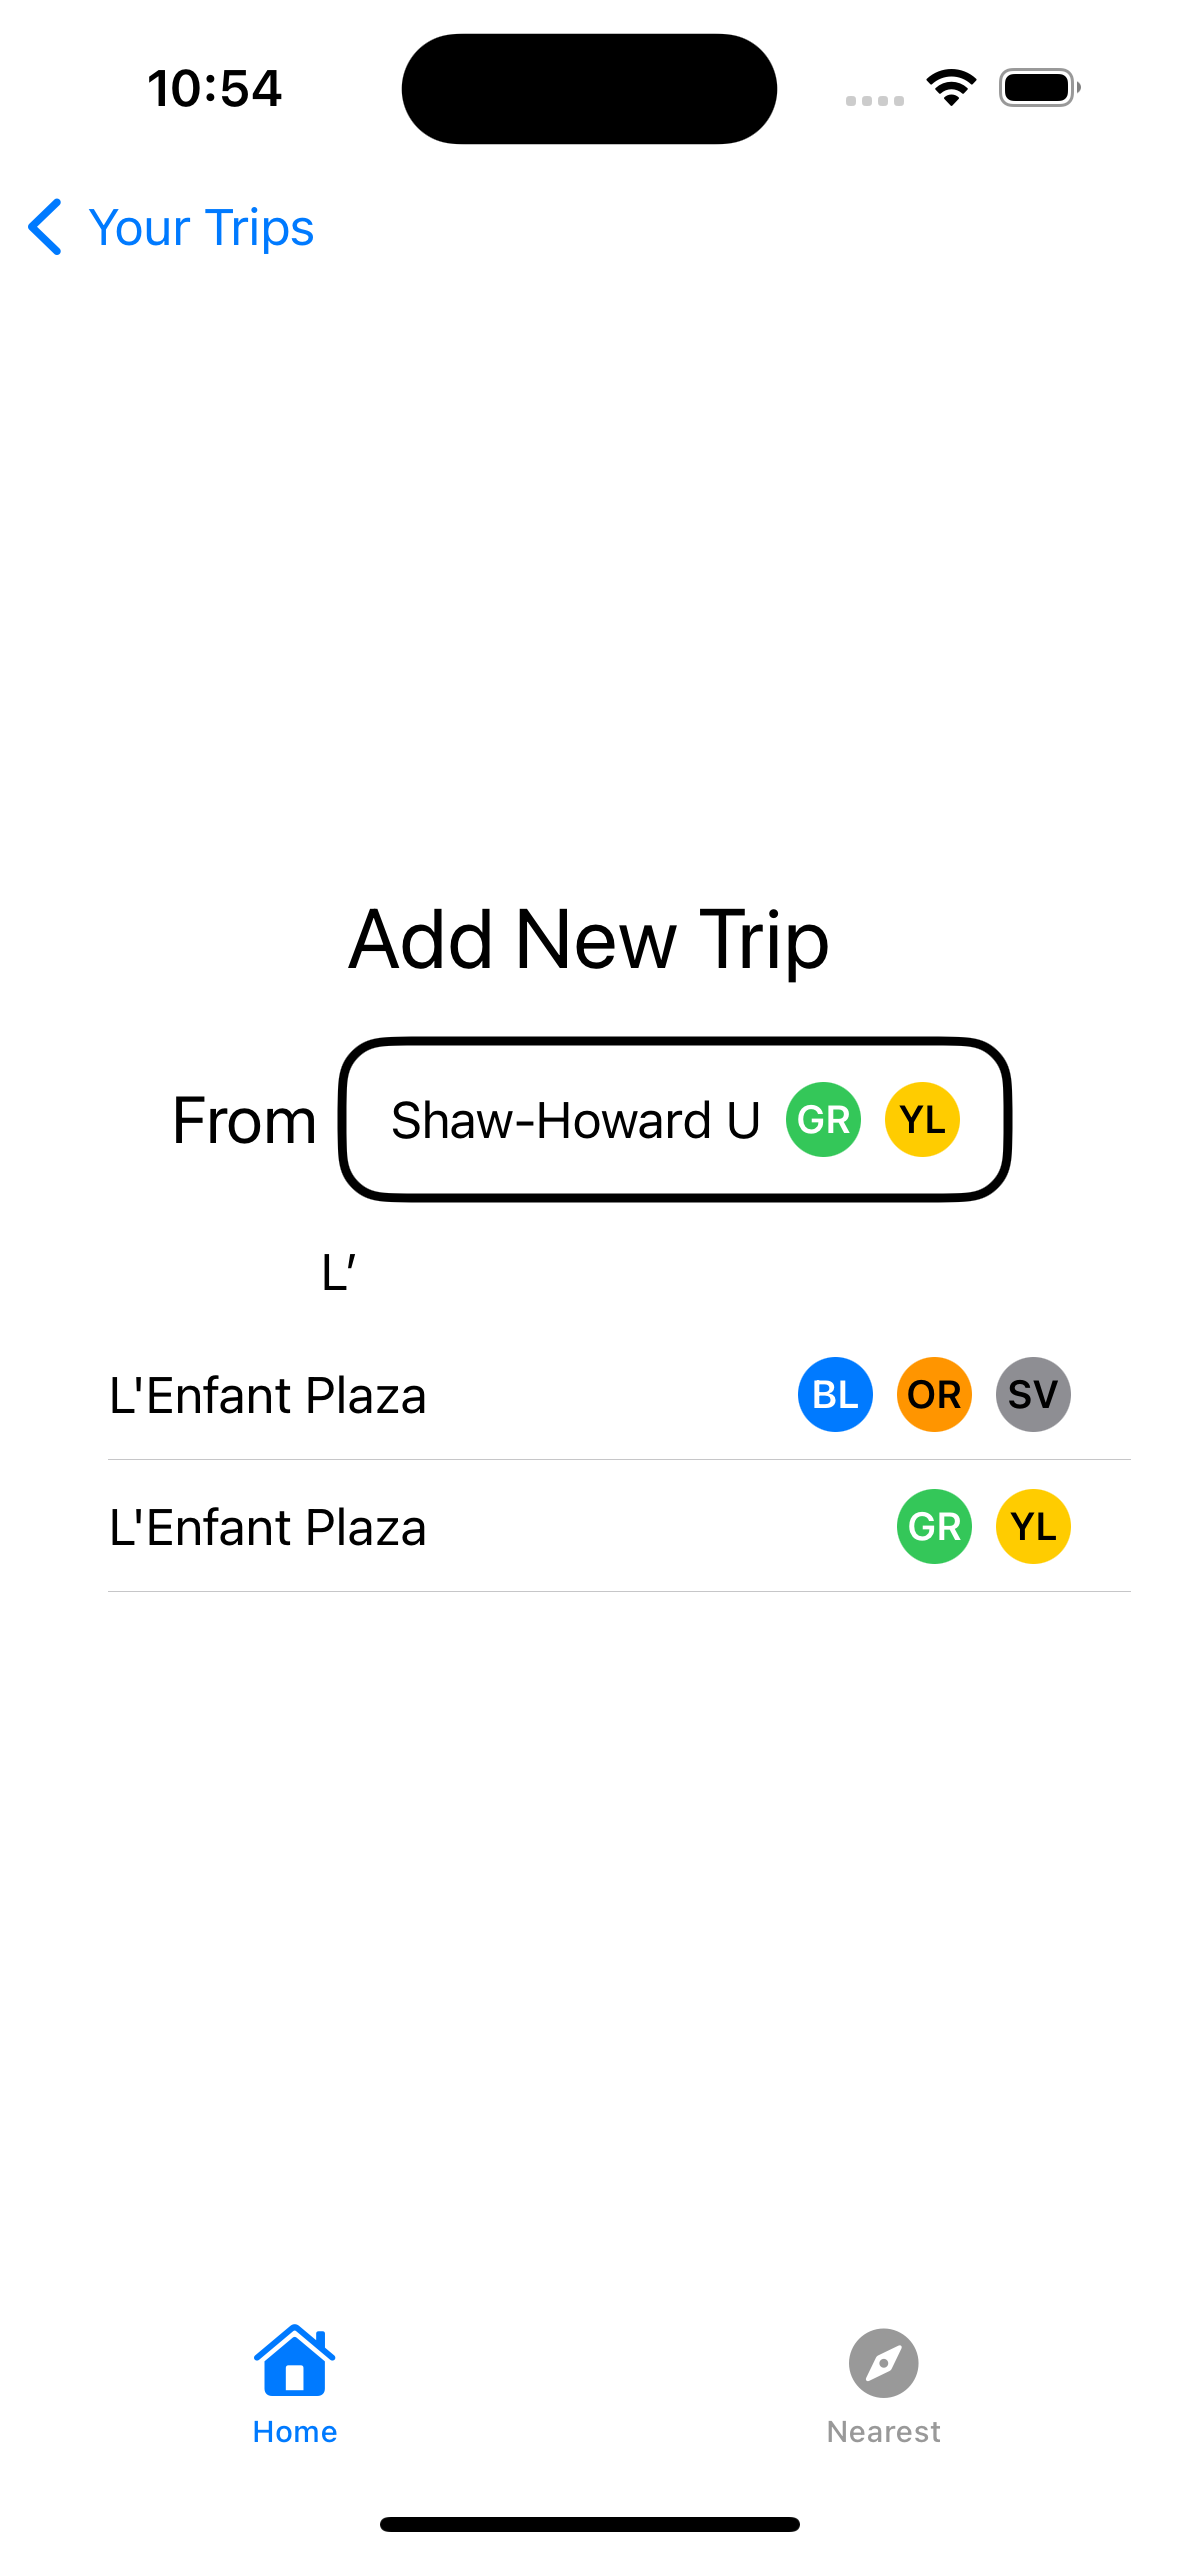 10:54
Your Trips
Add New Trip
From Shaw-Howard U GR YL
L’
L'Enfant Plaza BL OR SV
L'Enfant Plaza GR YL
Home Nearest